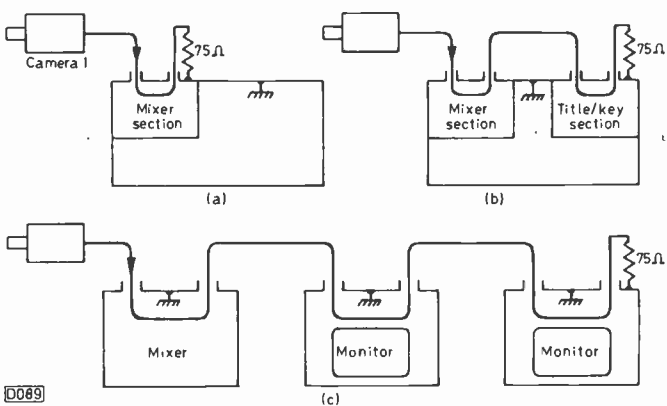 Camera 1
75Ω
Mixer
section
(a)
75Ω
Mixer
section
Title/key
section
(b)
75Ω
Mixer
Monitor
Monitor
D089
(c)